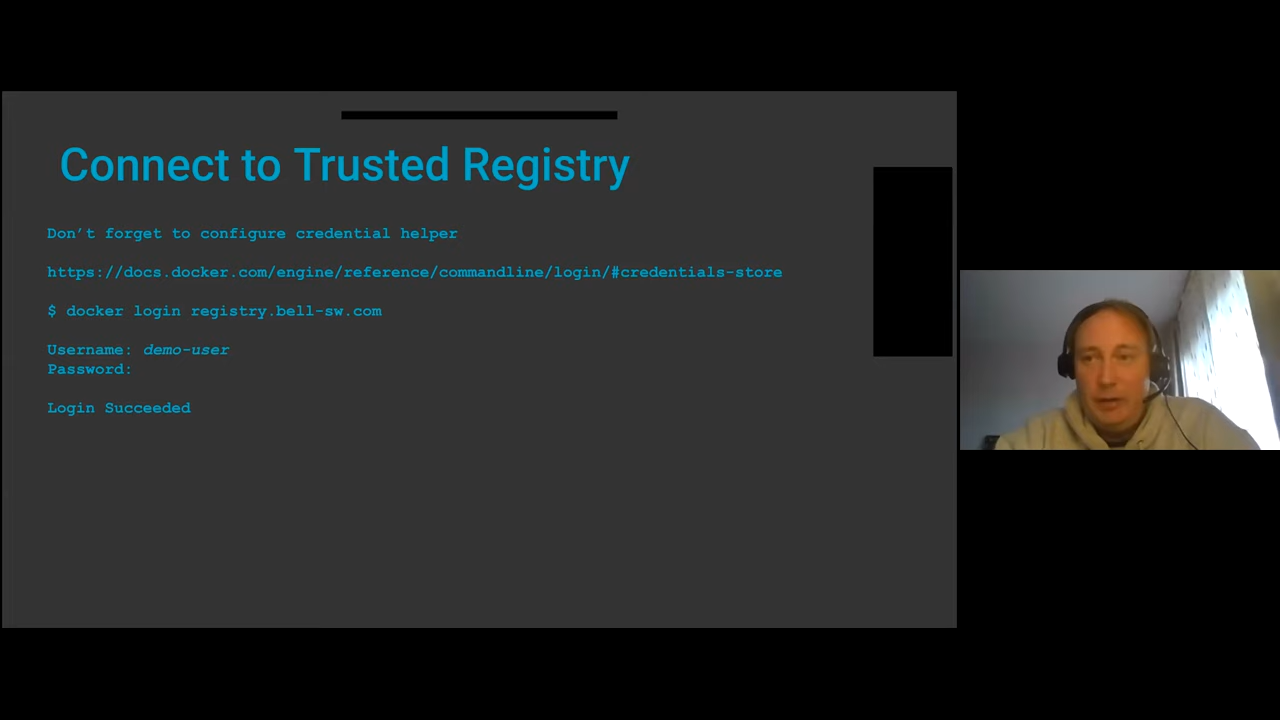 Connect to Trusted Registry
Don’t forget to configure credential helper
https://docs.docker.com/engine/reference/commandline/login/#credentials-store
$ docker login registry.bell-sw.com
Username: demo-user
Password:
Login Succeeded